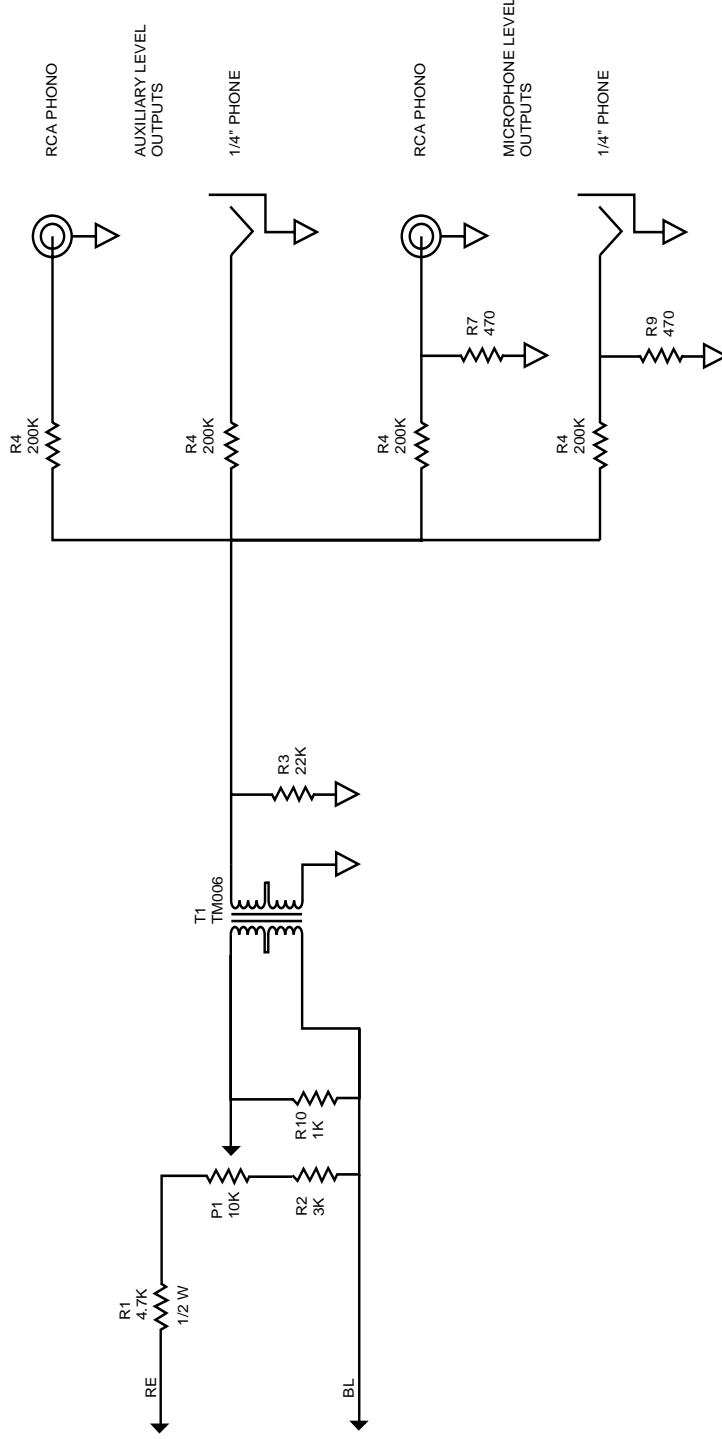 RCA PHONO
AUXILIARY LEVEL
OUTPUTS
1/4" PHONE
RCA PHONO
MICROPHONE LEVEL
OUTPUTS
1/4" PHONE
R4
200K
R4
200K
R4
200K
R4
200K
R7
470
R9
470
R3
22K
T1
TM006
R10
1K
P1
10K
R2
3K
R1
4.7K
1/2 W
RE
BL